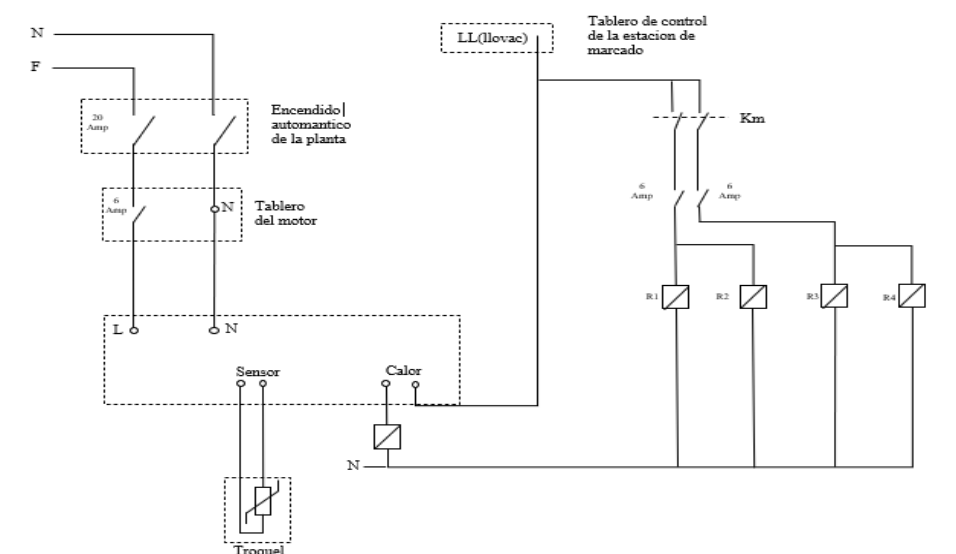 N
F
20
Amp
Encendido
automantico
de la planta
6
Amp
N
Tablero
del motor
L
N
Sensor
Calor
N
Troquel
LL(llovac)
Tablero de control
de la estacion de
marcado
Km
6
Amp
6
Amp
R1
R2
R3
R4